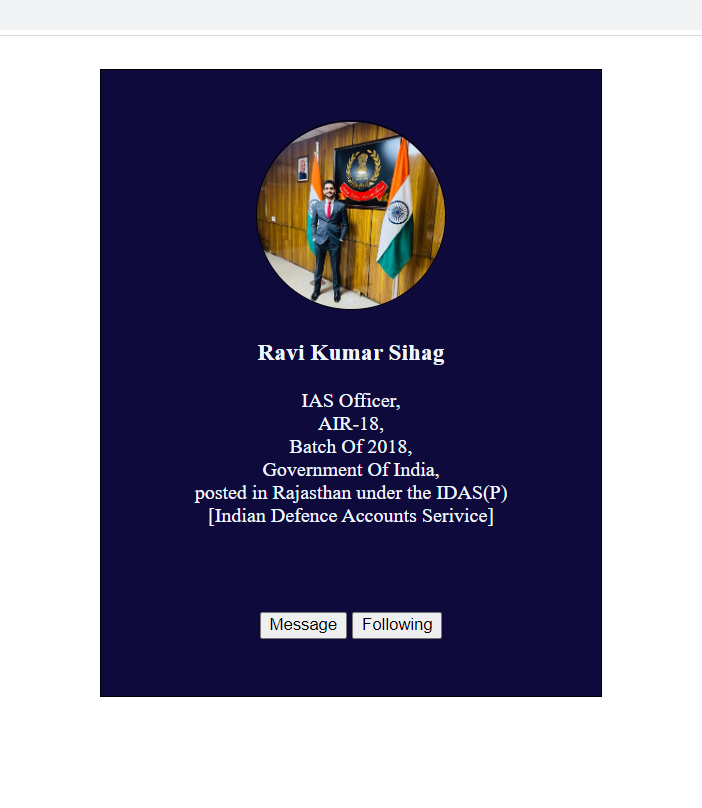 Ravi Kumar Sihag
IAS Officer,
AIR-18,
Batch Of 2018,
Government Of India,
posted in Rajasthan under the IDAS(P)
[Indian Defence Accounts Serivice]
Message
Following